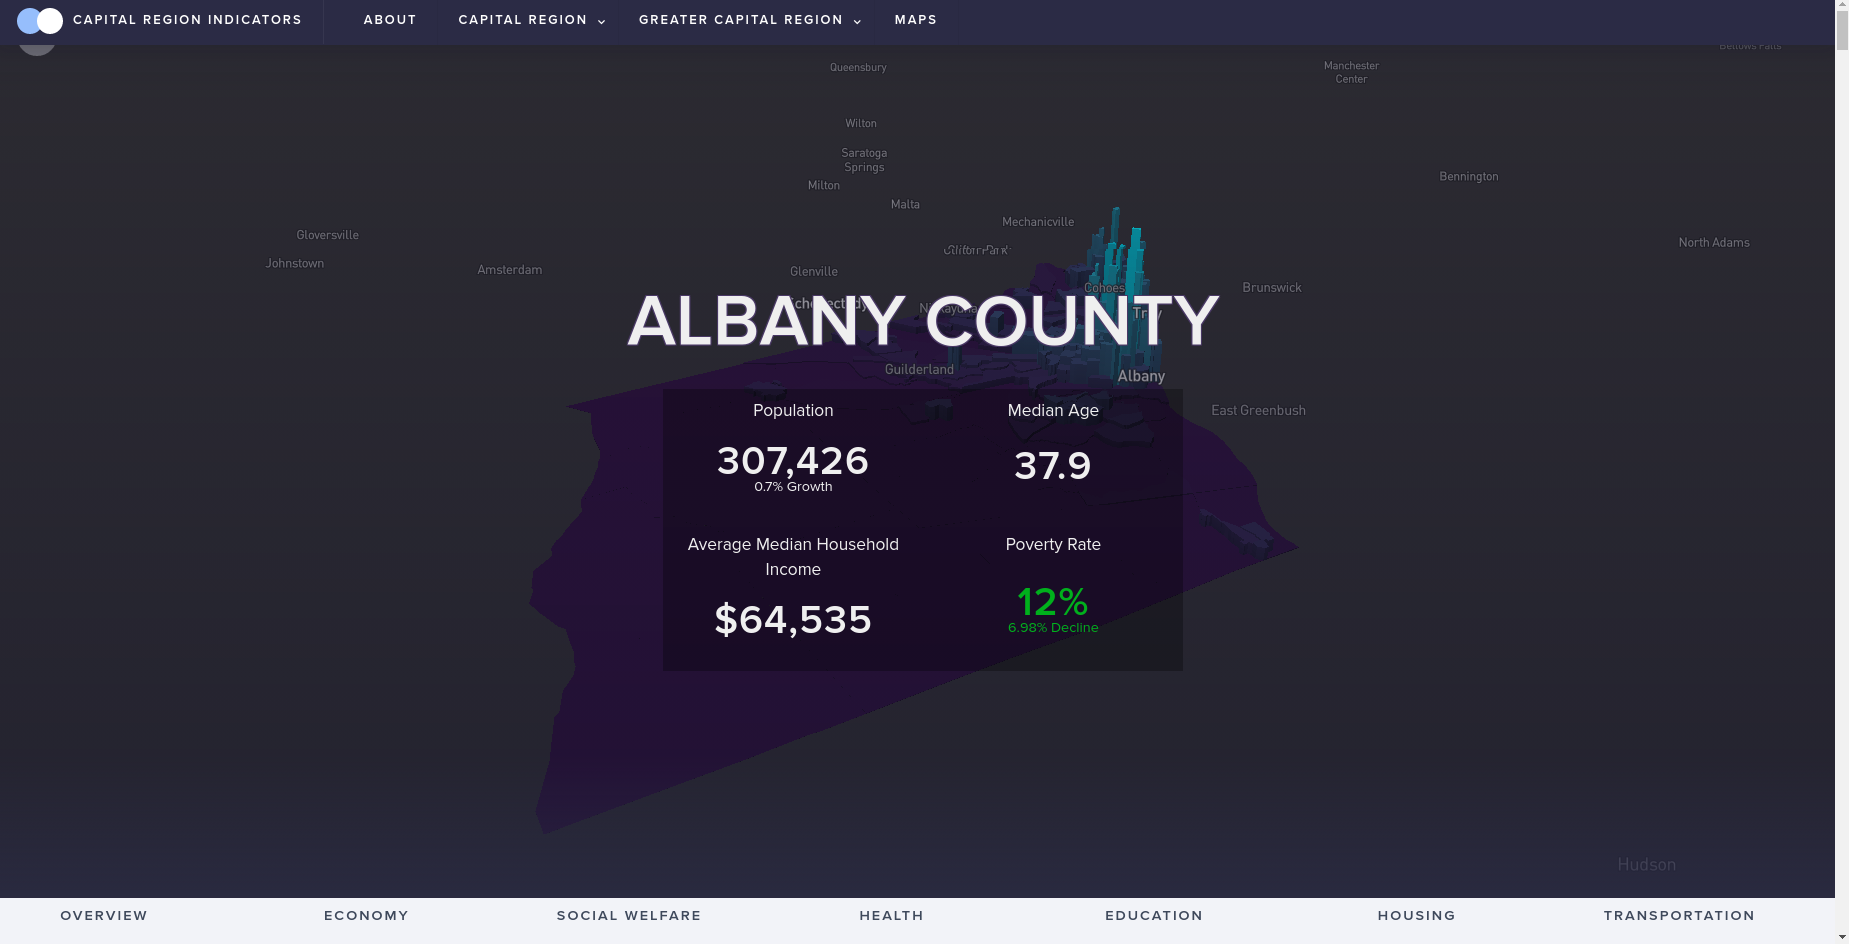 CAPITAL REGION INDICATORS
ABOUT
CAPITAL REGION
GREATER CAPITAL REGION
MAPS
Bellows Falls
Queensbury
Manchester
Center
Wilton
Saratoga
Springs
Milton
Bennington
Malta
Mechanicville
Gloversville
North Adams
Clifton Park
Johnstown
Amsterdam
Glenville
Cohoes
Brunswick
Schenectady
Niskayuna
Troy
ALBANY COUNTY
Guilderland
Albany
East Greenbush
Population
307,426
0.7% Growth
Median Age
37.9
Average Median Household
Income
$64,535
Poverty Rate
12%
6.98% Decline
Hudson
OVERVIEW
ECONOMY
SOCIAL WELFARE
HEALTH
EDUCATION
HOUSING
TRANSPORTATION